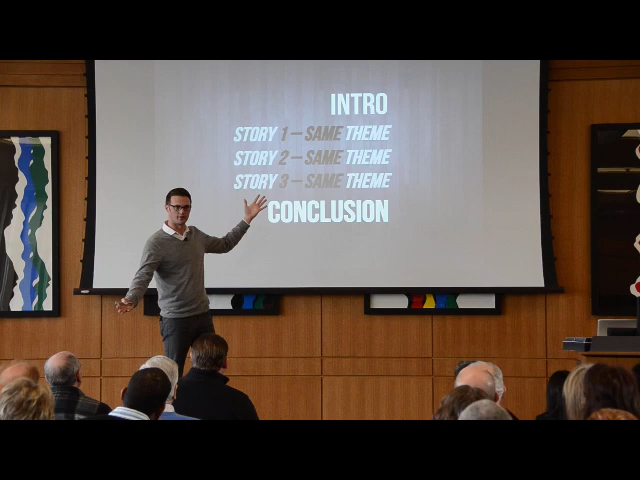 INTRO
STORY 1 – SAME THEME
STORY 2 – SAME THEME
STORY 3 – SAME THEME
CONCLUSION